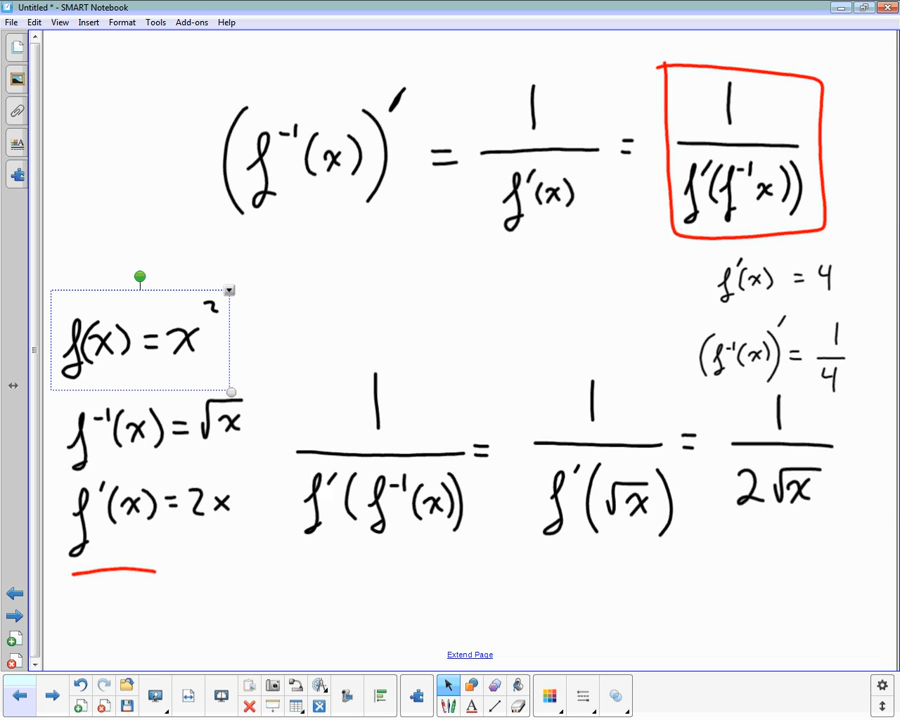 Untitled * - SMART Notebook
File Edit View Insert Format Tools Add-ons Help
(f⁻¹(x))′ = 1/f′(x) = 1/f′(f⁻¹x))
f′(x) = 4
f(x) = x²
(f⁻¹(x))′ = 1/4
f⁻¹(x) = √x
1/f′(f⁻¹(x)) = 1/f′(√x) = 1/2√x
f′(x) = 2x
Extend Page